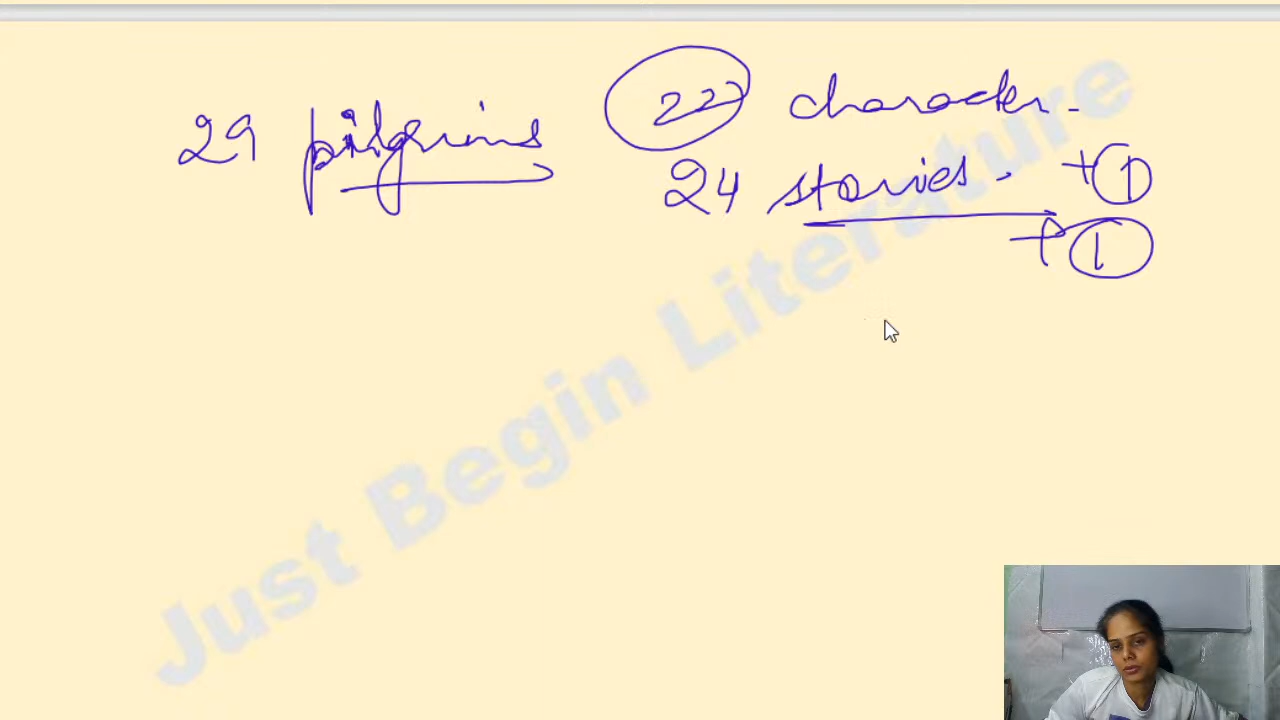 29 pilgrims 22 character -
24 stories - + 1
+ 1
Just Begin Literature